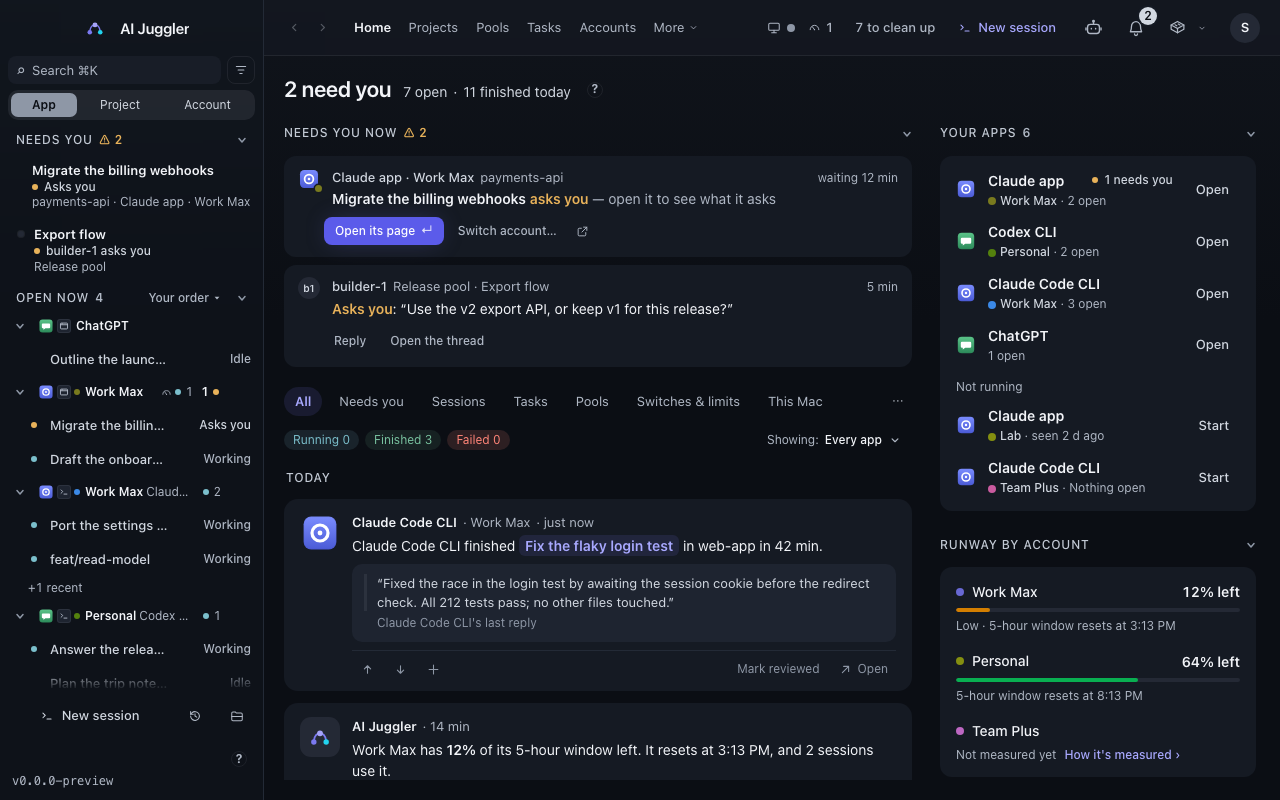 AI Juggler
Search ⌘K
App Project Account
NEEDS YOU 2
Migrate the billing webhooks
Asks you
payments-api · Claude app · Work Max
Export flow
builder-1 asks you
Release pool
OPEN NOW 4 Your order
ChatGPT
Outline the launc... Idle
Work Max 1 1
Migrate the billin... Asks you
Draft the onboar... Working
Work Max Claud... 2
Port the settings ... Working
feat/read-model Working
+1 recent
Personal Codex ... 1
Answer the relea... Working
Plan the trip note... Idle
New session
?
v0.0.0-preview
Home Projects Pools Tasks Accounts More
1 7 to clean up New session 2 S
2 need you 7 open · 11 finished today ?
NEEDS YOU NOW 2
Claude app · Work Max payments-api waiting 12 min
Migrate the billing webhooks asks you — open it to see what it asks
Open its page ↵ Switch account...
b1 builder-1 Release pool · Export flow 5 min
Asks you: “Use the v2 export API, or keep v1 for this release?”
Reply Open the thread
All Needs you Sessions Tasks Pools Switches & limits This Mac ...
Running 0 Finished 3 Failed 0 Showing: Every app
TODAY
Claude Code CLI · Work Max · just now
Claude Code CLI finished Fix the flaky login test in web-app in 42 min.
“Fixed the race in the login test by awaiting the session cookie before the redirect
check. All 212 tests pass; no other files touched.”
Claude Code CLI's last reply
Mark reviewed Open
AI Juggler · 14 min
Work Max has 12% of its 5-hour window left. It resets at 3:13 PM, and 2 sessions
use it.
YOUR APPS 6
Claude app 1 needs you Open
Work Max · 2 open
Codex CLI Open
Personal · 2 open
Claude Code CLI Open
Work Max · 3 open
ChatGPT Open
1 open
Not running
Claude app Start
Lab · seen 2 d ago
Claude Code CLI Start
Team Plus · Nothing open
RUNWAY BY ACCOUNT
Work Max 12% left
Low · 5-hour window resets at 3:13 PM
Personal 64% left
5-hour window resets at 8:13 PM
Team Plus
Not measured yet How it's measured ›